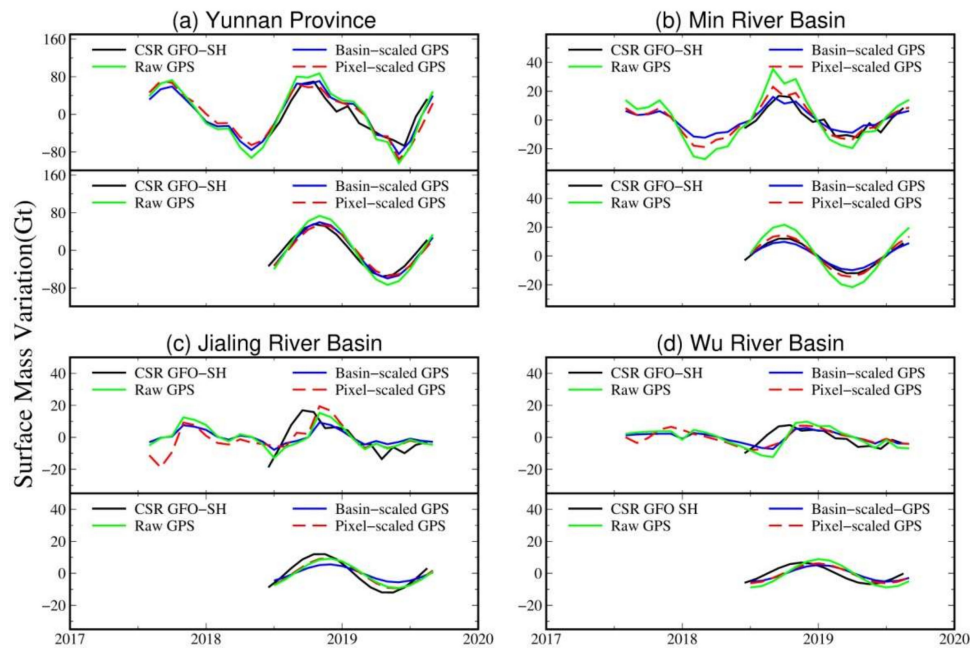 (a) Yunnan Province
160
80
0
−80
CSR GFO−SH Basin−scaled GPS
Raw GPS Pixel−scaled GPS
160
80
0
−80
CSR GFO−SH Basin−scaled GPS
Raw GPS Pixel−scaled GPS
(b) Min River Basin
40
20
0
−20
CSR GFO−SH Basin−scaled GPS
Raw GPS Pixel−scaled GPS
40
20
0
−20
CSR GFO−SH Basin−scaled GPS
Raw GPS Pixel−scaled GPS
Surface Mass Variation(Gt)
(c) Jialing River Basin
40
20
0
−20
CSR GFO−SH Basin−scaled GPS
Raw GPS Pixel−scaled GPS
40
20
0
−20
CSR GFO−SH Basin−scaled GPS
Raw GPS Pixel−scaled GPS
2017 2018 2019 2020
(d) Wu River Basin
40
20
0
−20
CSR GFO−SH Basin−scaled GPS
Raw GPS Pixel−scaled GPS
40
20
0
−20
CSR GFO SH Basin−scaled−GPS
Raw GPS Pixel−scaled GPS
2017 2018 2019 2020